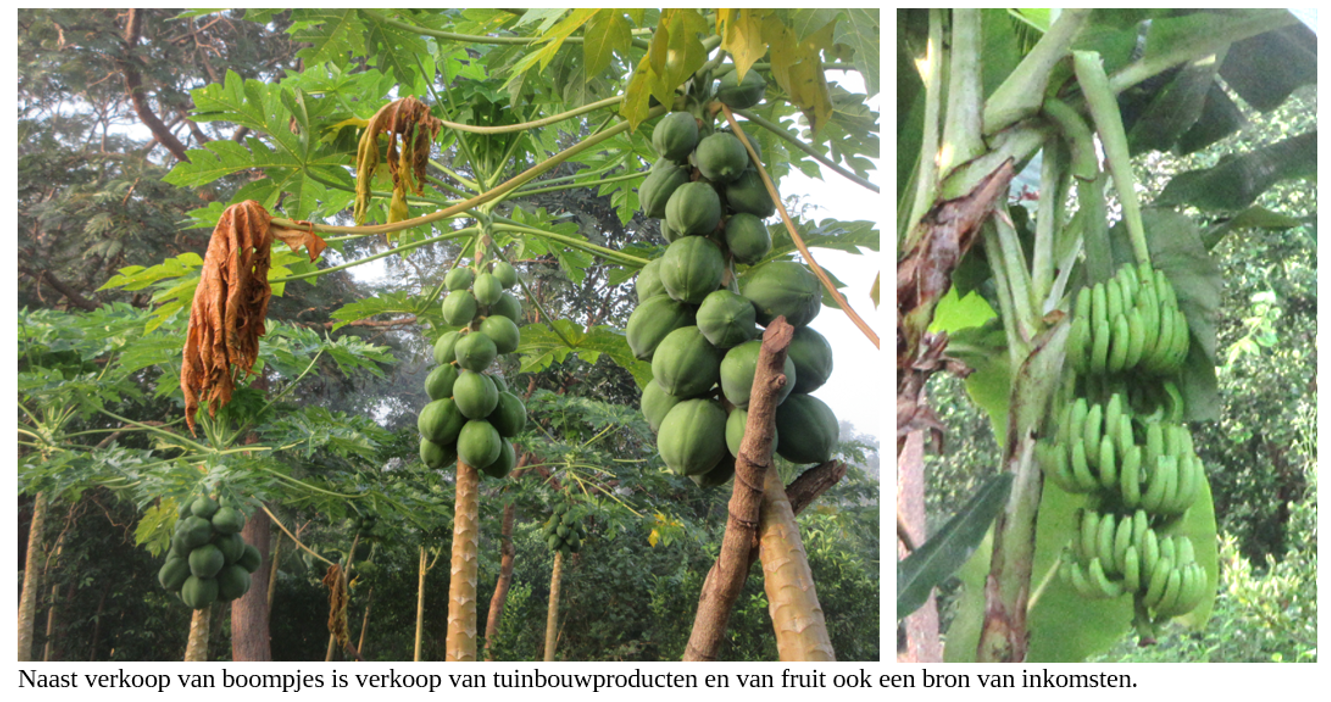 Naast verkoop van boompjes is verkoop van tuinbouwproducten en van fruit ook een bron van inkomsten.